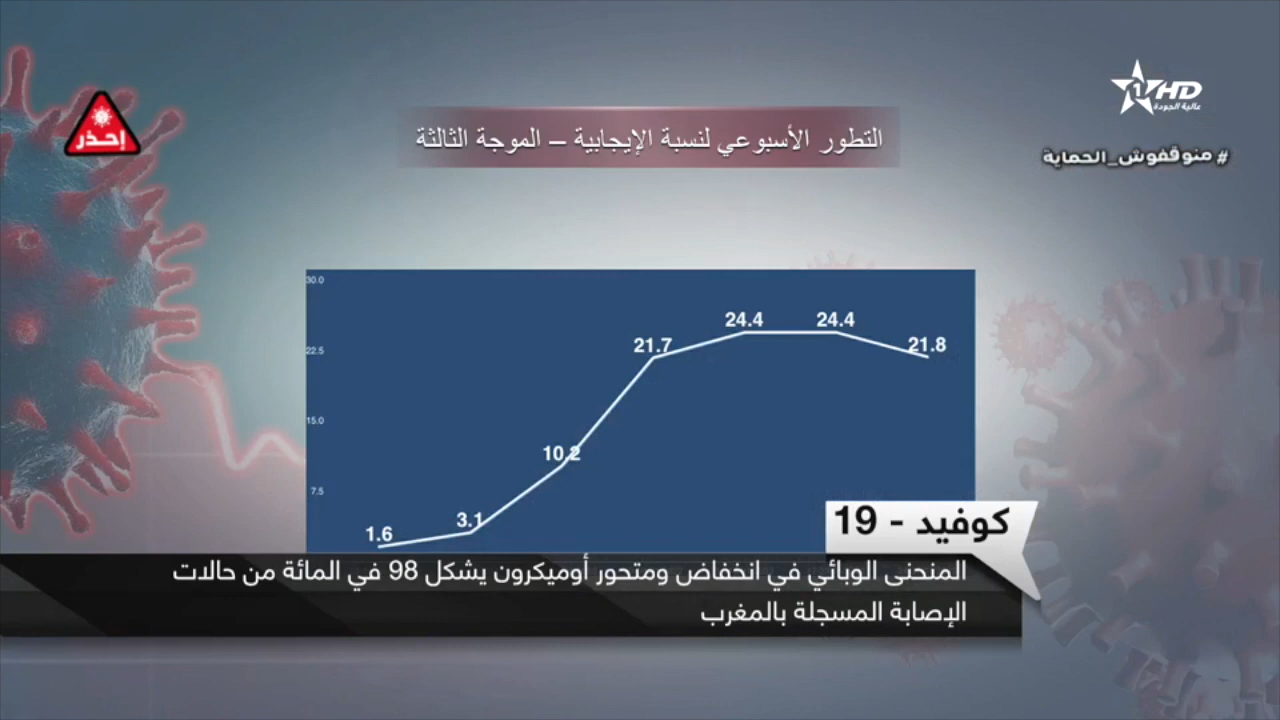 1HD
عالية الجودة
إحذر
#منوقفوش_الحماية
التطور الأسبوعي لنسبة الإيجابية – الموجة الثالثة
30.0
22.5
15.0
7.5
1.6
3.1
10.2
21.7
24.4
24.4
21.8
كوفيد - 19
المنحنى الوبائي في انخفاض ومتحور أوميكرون يشكل 98 في المائة من حالات
الإصابة المسجلة بالمغرب